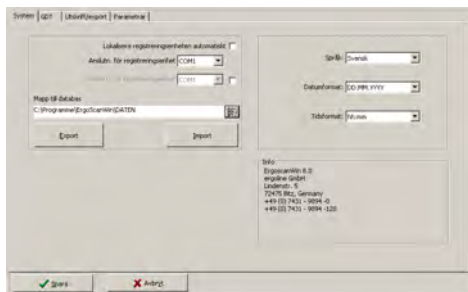 System | GDT | Utskrift/export | Parametrar
Lokalisera registreringsenheten automatiskt
Anslutn. för registreringsenhet COM1
COM1
Mapp till databas
C:\Programme\ErgoScanWin\DATEN
Export
Import
Språk: Svensk
Datumformat: DD.MM.YYYY
Tidsformat: hh:mm
Info
ErgoscanWin 8.0
ergoline GmbH
Lindenstr. 5
72475 Bitz, Germany
+49 (0) 7431 - 9894 -0
+49 (0) 7431 - 9894 -128
Spara
Avbryt